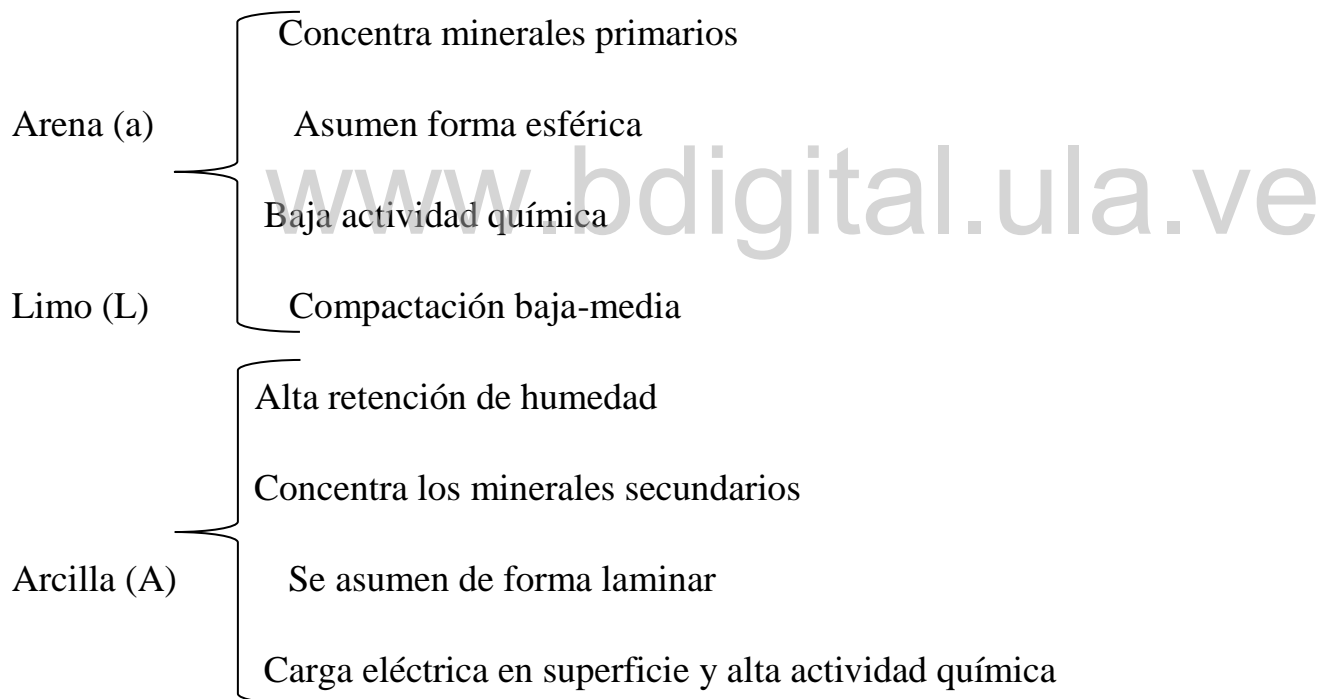 Concentra minerales primarios
Arena (a) Asumen forma esférica
www.bdigital.ula.ve
Baja actividad química
Limo (L) Compactación baja-media
Alta retención de humedad
Concentra los minerales secundarios
Arcilla (A) Se asumen de forma laminar
Carga eléctrica en superficie y alta actividad química